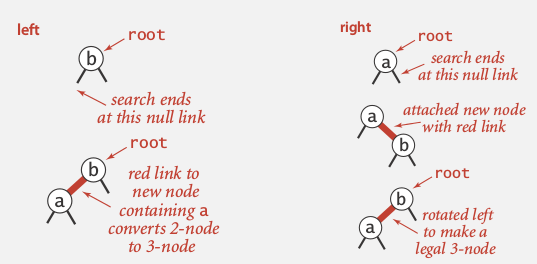 left
root
b
search ends
at this null link
root
b
a
red link to
new node
containing a
converts 2-node
to 3-node
right
root
a
search ends
at this null link
a
attached new node
with red link
b
root
b
a
rotated left
to make a
legal 3-node